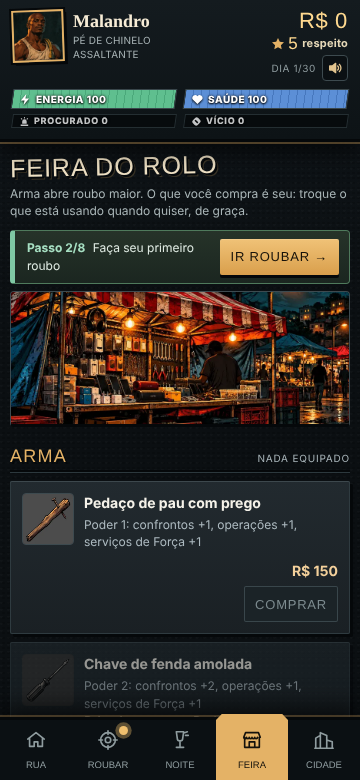 Malandro
PÉ DE CHINELO
ASSALTANTE
R$ 0
5 respeito
DIA 1/30
ENERGIA 100
SAÚDE 100
PROCURADO 0
VÍCIO 0
FEIRA DO ROLO
Arma abre roubo maior. O que você compra é seu: troque o
que está usando quando quiser, de graça.
Passo 2/8 Faça seu primeiro
roubo
IR ROUBAR →
ARMA
NADA EQUIPADO
Pedaço de pau com prego
Poder 1: confrontos +1, operações +1,
serviços de Força +1
R$ 150
COMPRAR
Chave de fenda amolada
Poder 2: confrontos +2, operações +1,
serviços de Força +1
RUA
ROUBAR
NOITE
FEIRA
CIDADE